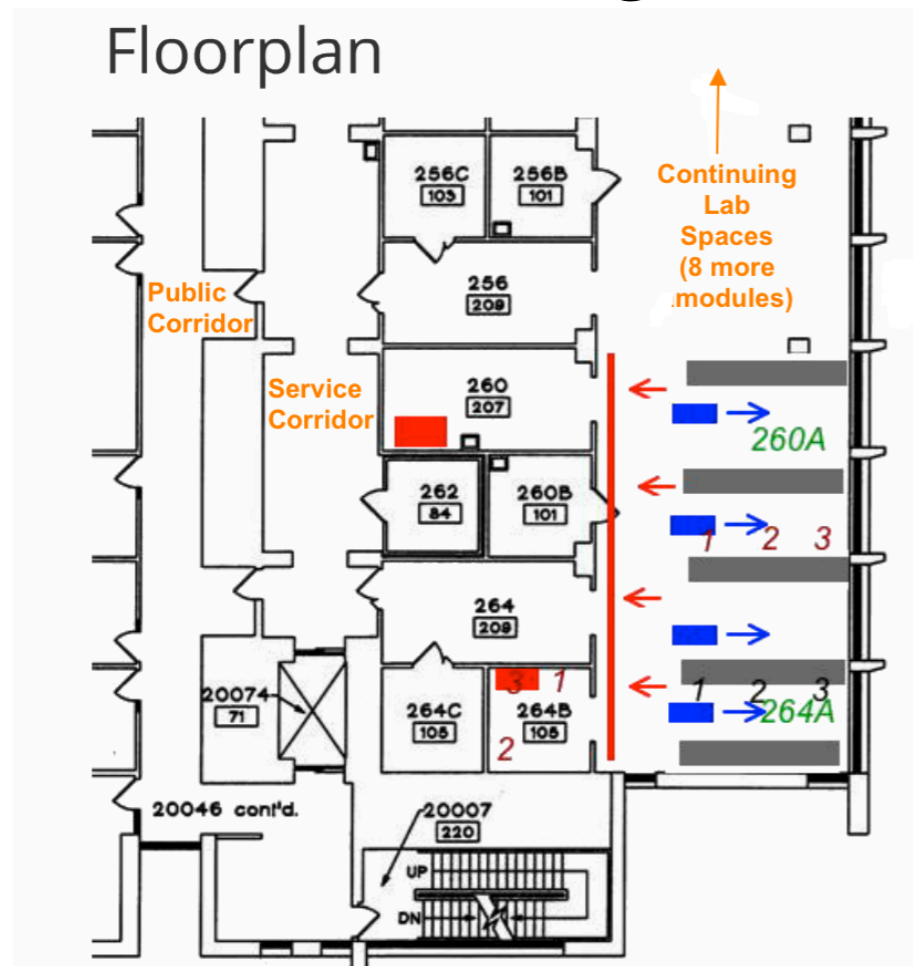 Floorplan
Continuing
Lab
Spaces
(8 more
modules)
256C
103
256B
101
256
209
Public
Corridor
Service
Corridor
260
207
260A
262
84
260B
101
1 2 3
264
209
20074
71
264C
105
3 1
264B
105
2
1 2 3
264A
20046 cont'd.
20007
220
UP
DN